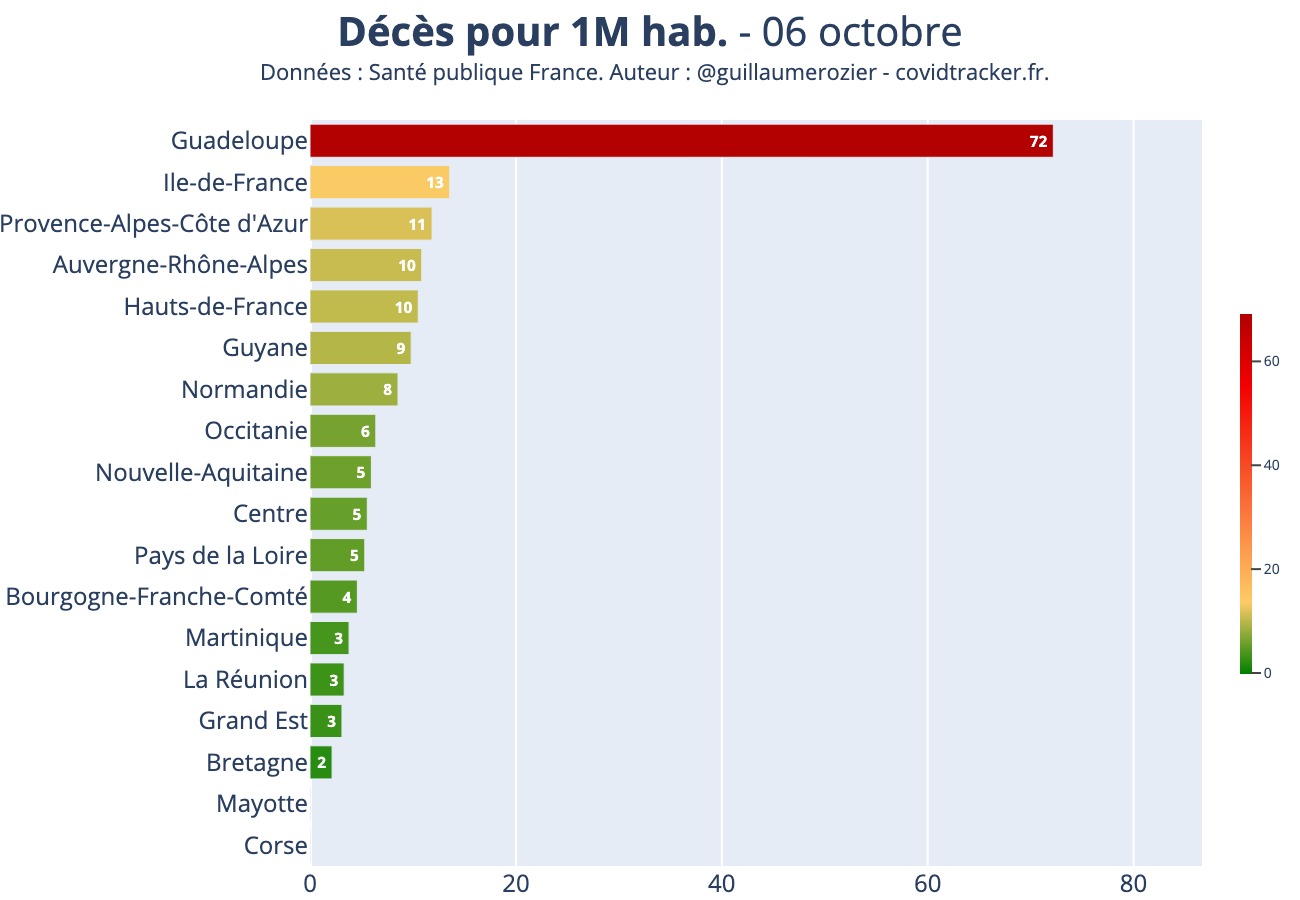 Décès pour 1M hab. - 06 octobre
Données : Santé publique France. Auteur : @guillaumerozier - covidtracker.fr.
Guadeloupe 72
Ile-de-France 13
Provence-Alpes-Côte d'Azur 11
Auvergne-Rhône-Alpes 10
Hauts-de-France 10
Guyane 9
Normandie 8
Occitanie 6
Nouvelle-Aquitaine 5
Centre 5
Pays de la Loire 5
Bourgogne-Franche-Comté 4
Martinique 3
La Réunion 3
Grand Est 3
Bretagne 2
Mayotte
Corse
0 20 40 60 80
60
40
20
0